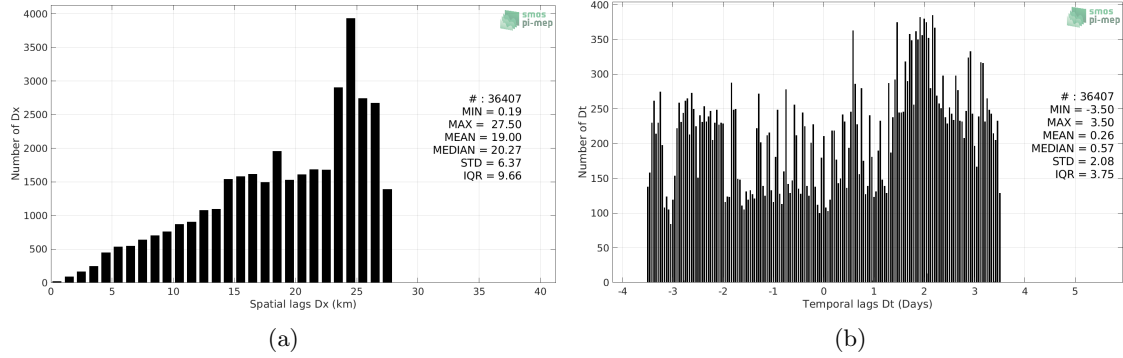 4000
3500
3000
2500
2000
1500
1000
500
0
Number of Dx
smos
pi-mep
# : 36407
MIN = 0.19
MAX = 27.50
MEAN = 19.00
MEDIAN = 20.27
STD = 6.37
IQR = 9.66
0 5 10 15 20 25 30 35 40
Spatial lags Dx (km)
(a)
400
350
300
250
200
150
100
50
0
Number of Dt
smos
pi-mep
# : 36407
MIN = -3.50
MAX = 3.50
MEAN = 0.26
MEDIAN = 0.57
STD = 2.08
IQR = 3.75
-4 -3 -2 -1 0 1 2 3 4 5
Temporal lags Dt (Days)
(b)